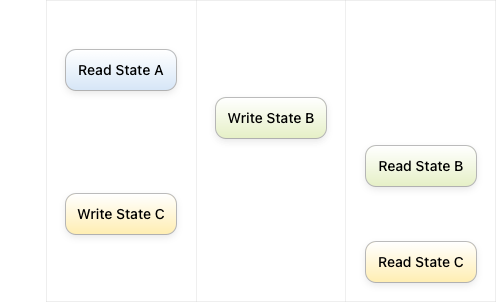 Read State A
Write State B
Read State B
Write State C
Read State C